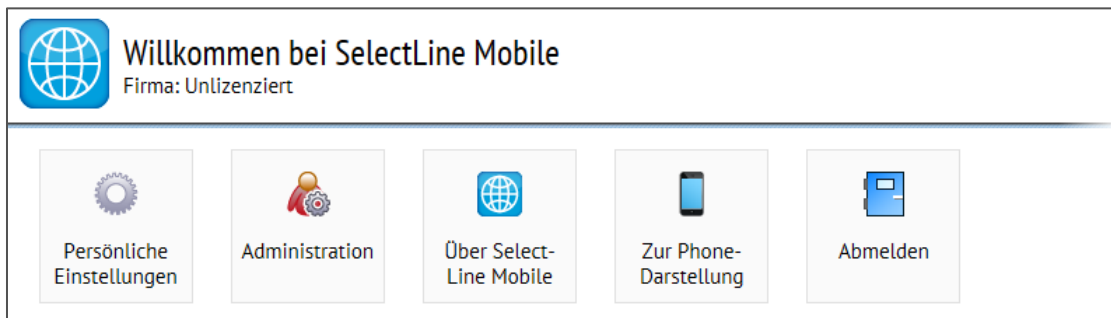 Willkommen bei SelectLine Mobile
Firma: Unlizenziert
Persönliche
Einstellungen
Administration
Über Select-
Line Mobile
Zur Phone-
Darstellung
Abmelden